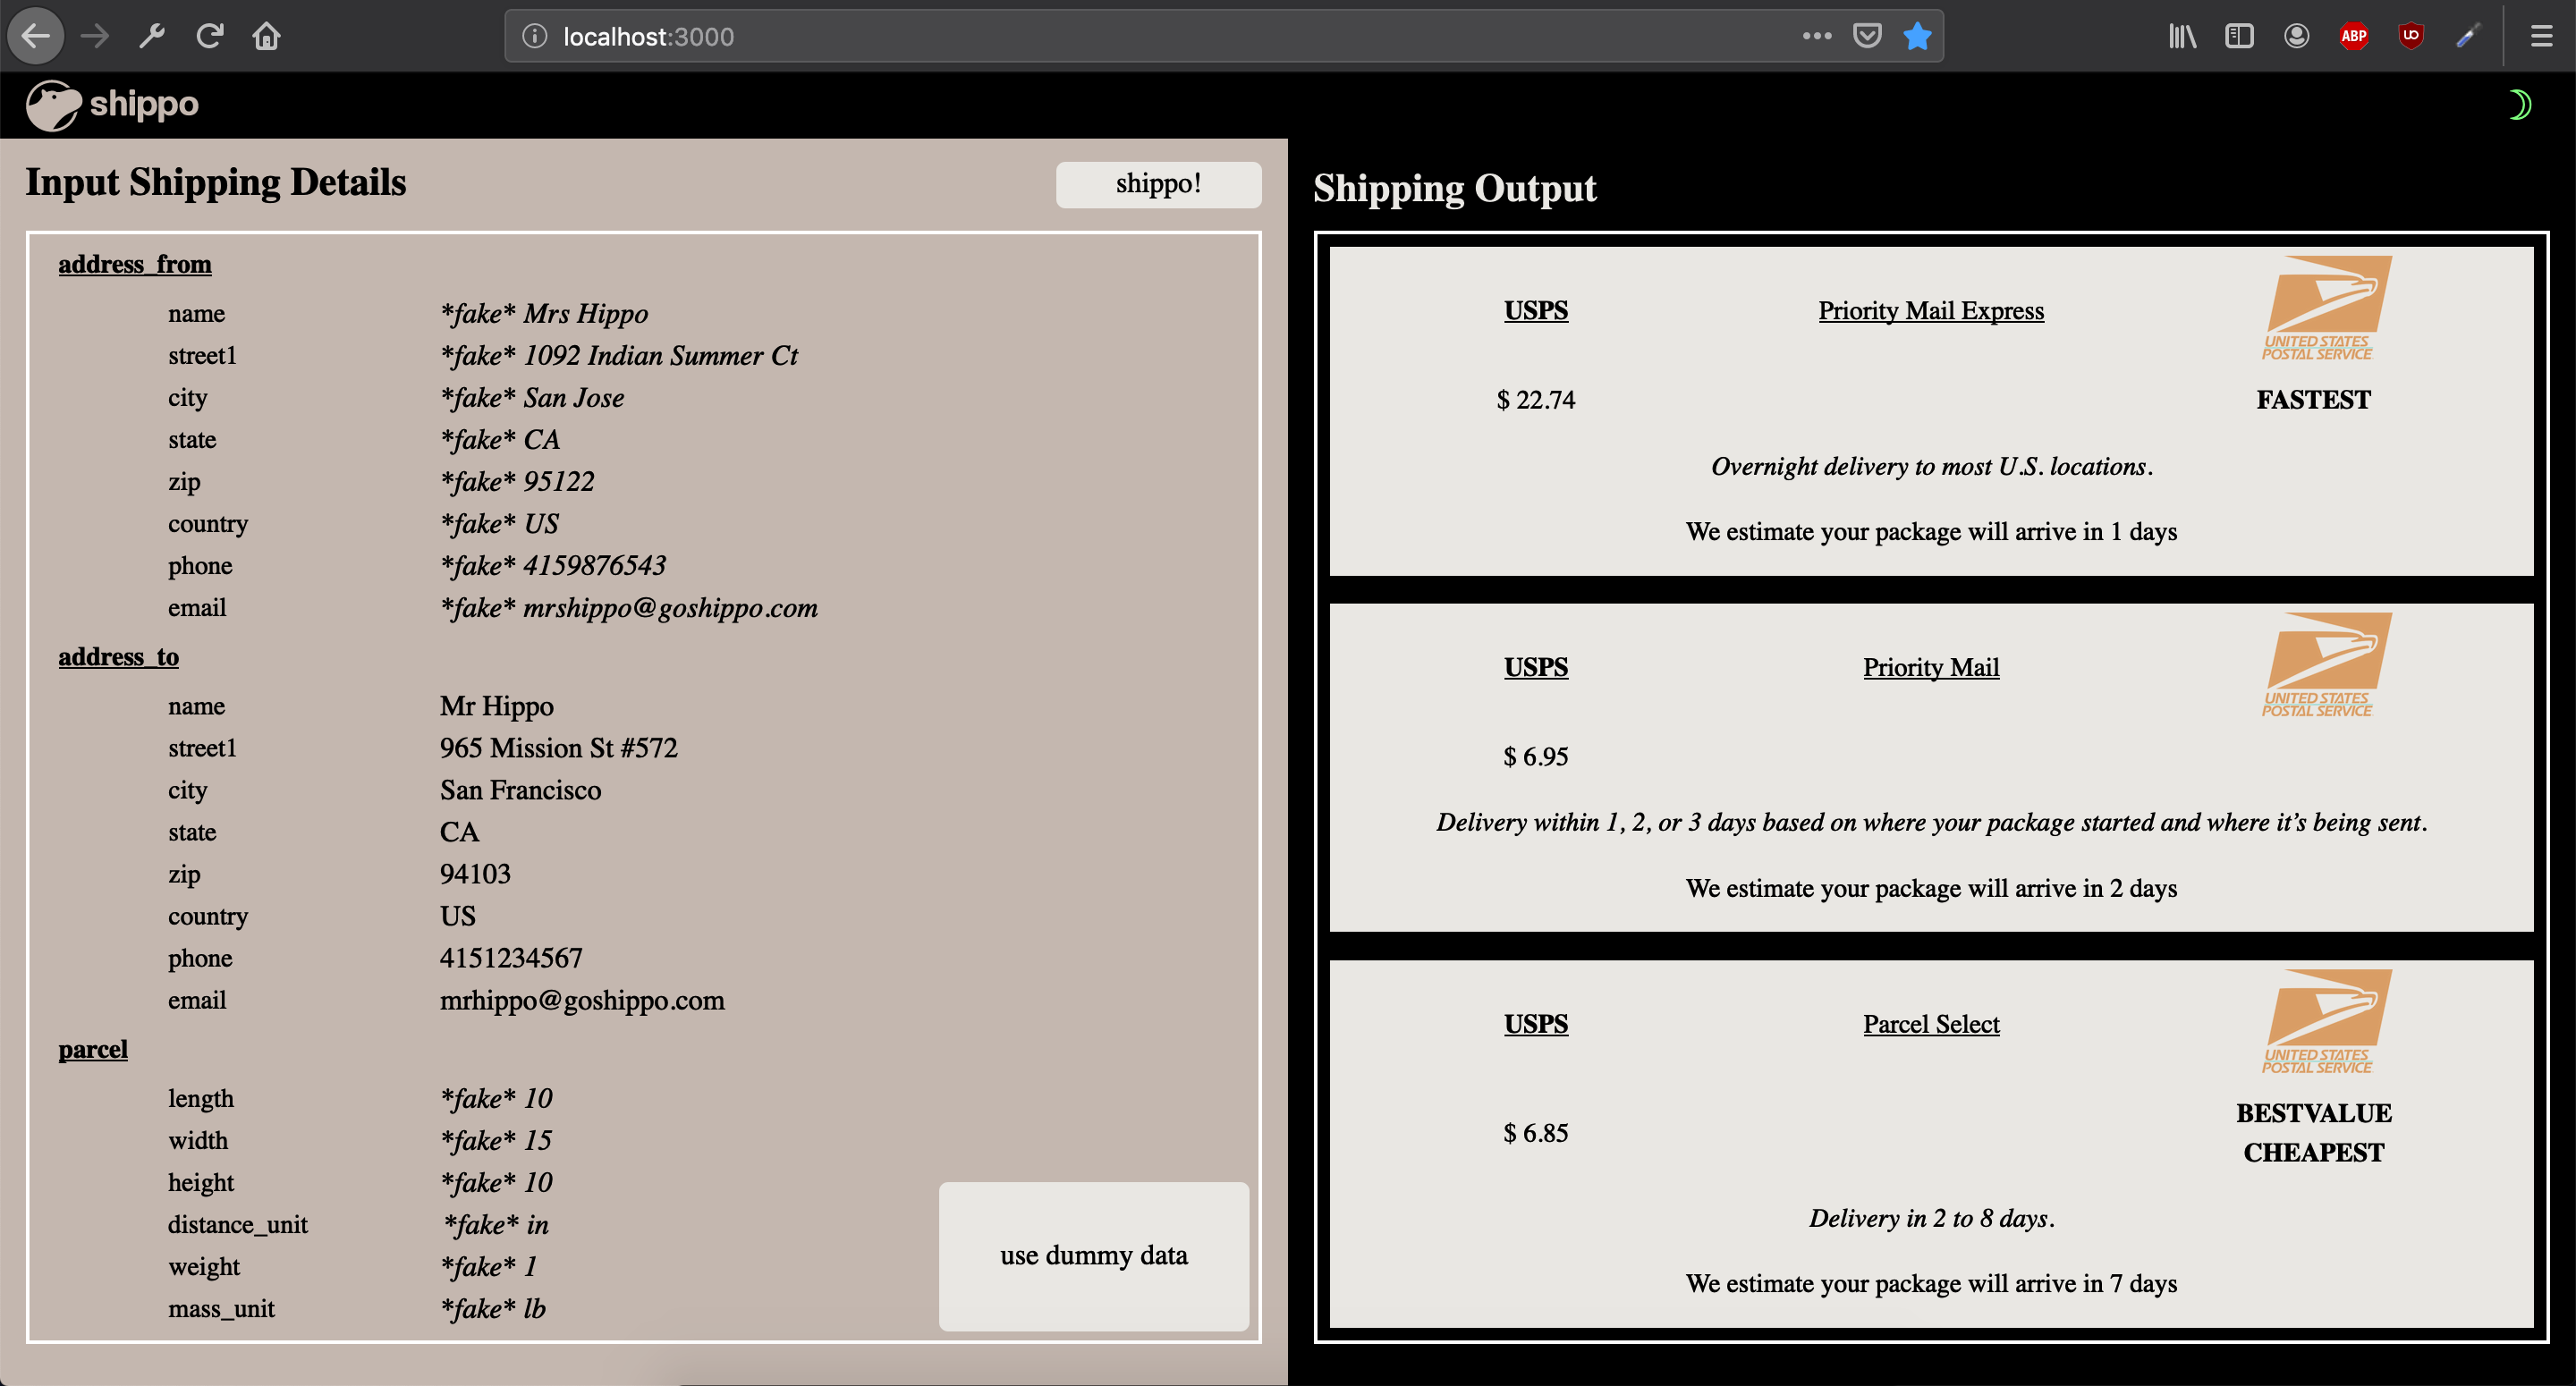 localhost:3000
ABP
shippo
Input Shipping Details
shippo!
address_from
name *fake* Mrs Hippo
street1 *fake* 1092 Indian Summer Ct
city *fake* San Jose
state *fake* CA
zip *fake* 95122
country *fake* US
phone *fake* 4159876543
email *fake* mrshippo@goshippo.com
address_to
name Mr Hippo
street1 965 Mission St #572
city San Francisco
state CA
zip 94103
country US
phone 4151234567
email mrhippo@goshippo.com
parcel
length *fake* 10
width *fake* 15
height *fake* 10
distance_unit *fake* in
weight *fake* 1
mass_unit *fake* lb
use dummy data
Shipping Output
USPS Priority Mail Express
UNITED STATES
POSTAL SERVICE
$ 22.74 FASTEST
Overnight delivery to most U.S. locations.
We estimate your package will arrive in 1 days
USPS Priority Mail
UNITED STATES
POSTAL SERVICE
$ 6.95
Delivery within 1, 2, or 3 days based on where your package started and where it’s being sent.
We estimate your package will arrive in 2 days
USPS Parcel Select
UNITED STATES
POSTAL SERVICE
$ 6.85 BESTVALUE
CHEAPEST
Delivery in 2 to 8 days.
We estimate your package will arrive in 7 days